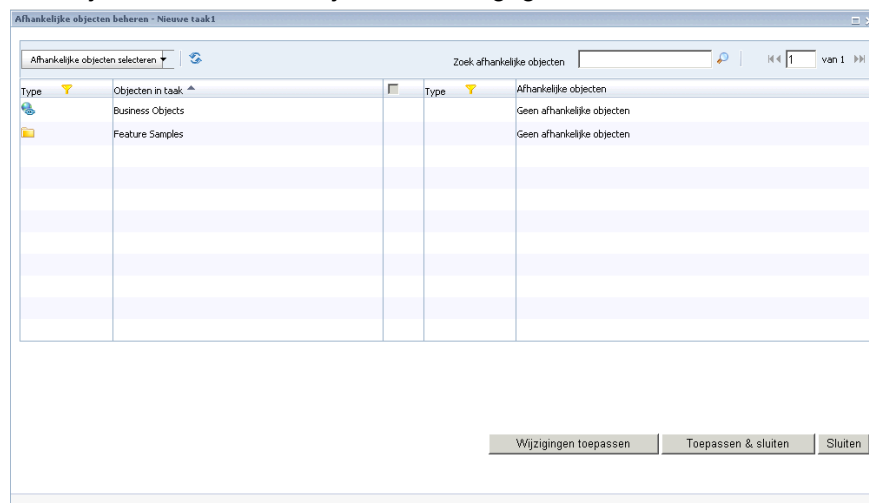 Afhankelijke objecten beheren - Nieuwe taak1
Afhankelijke objecten selecteren
Zoek afhankelijke objecten
1 van 1
Type Objecten in taak Type Afhankelijke objecten
Business Objects Geen afhankelijke objecten
Feature Samples Geen afhankelijke objecten
Wijzigingen toepassen Toepassen & sluiten Sluiten